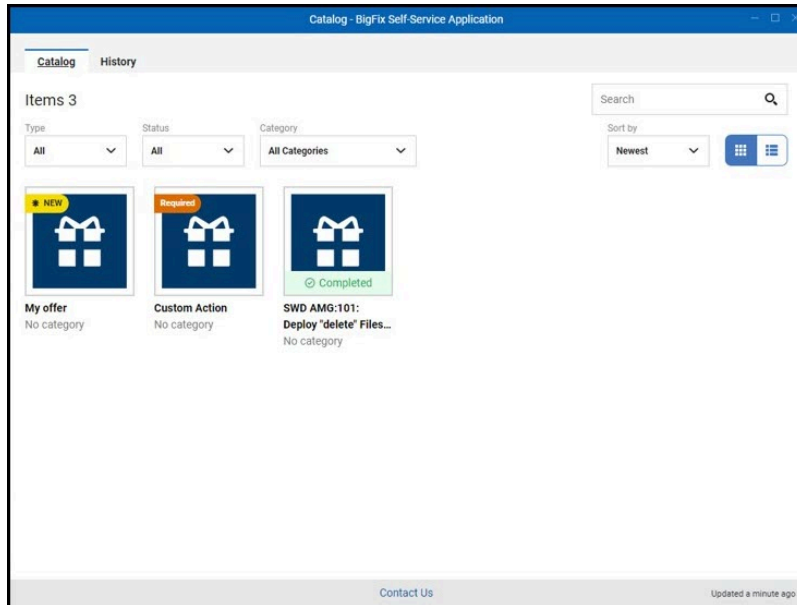 Catalog - BigFix Self-Service Application
Catalog
History
Items 3
Search
Type
Status
Category
Sort by
All
All
All Categories
Newest
NEW
Required
Completed
My offer
No category
Custom Action
No category
SWD AMG:101:
Deploy "delete" Files...
No category
Contact Us
Updated a minute ago